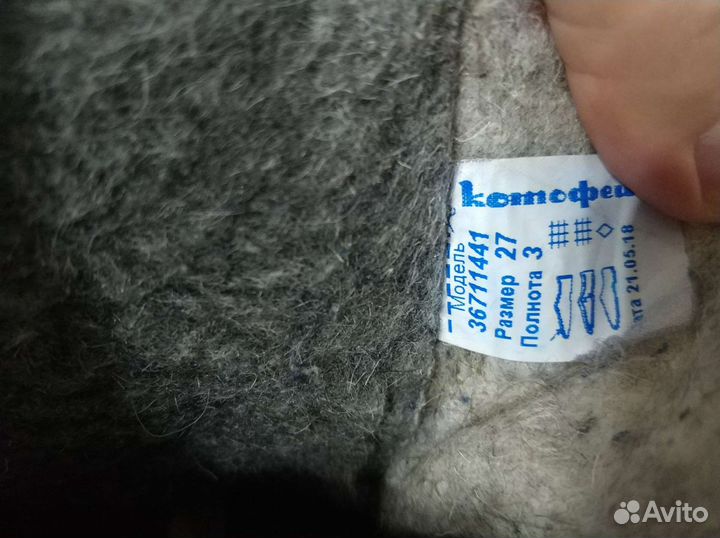 котофей
Модель
36711441
Размер 27
Полнота 3
ата 21.05.18
Avito